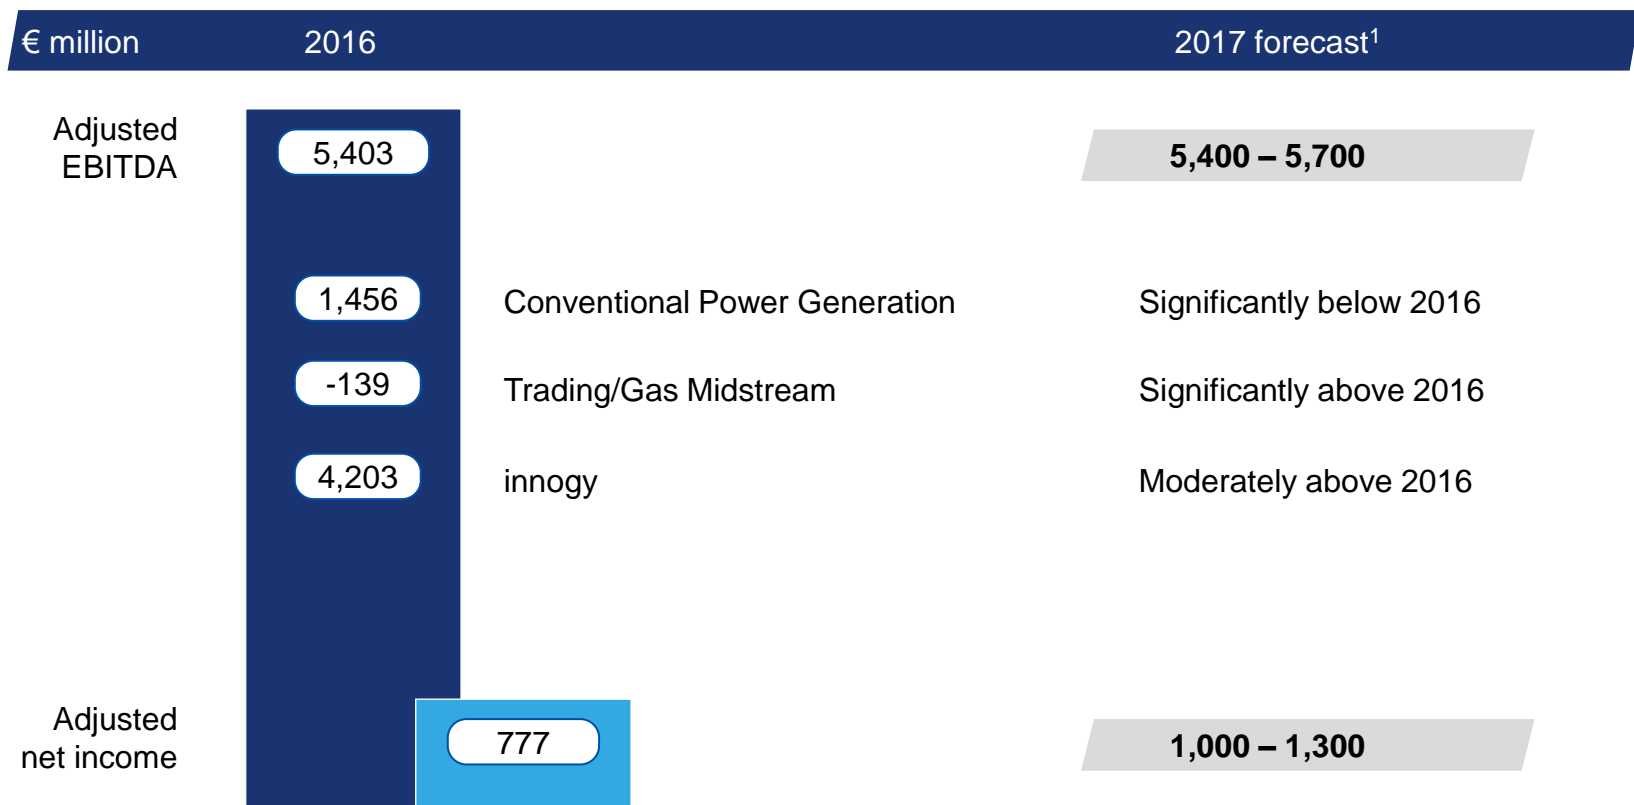 € million 2016 2017 forecast¹
Adjusted
EBITDA
5,403
5,400 – 5,700
1,456 Conventional Power Generation Significantly below 2016
-139 Trading/Gas Midstream Significantly above 2016
4,203 innogy Moderately above 2016
Adjusted
net income
777
1,000 – 1,300